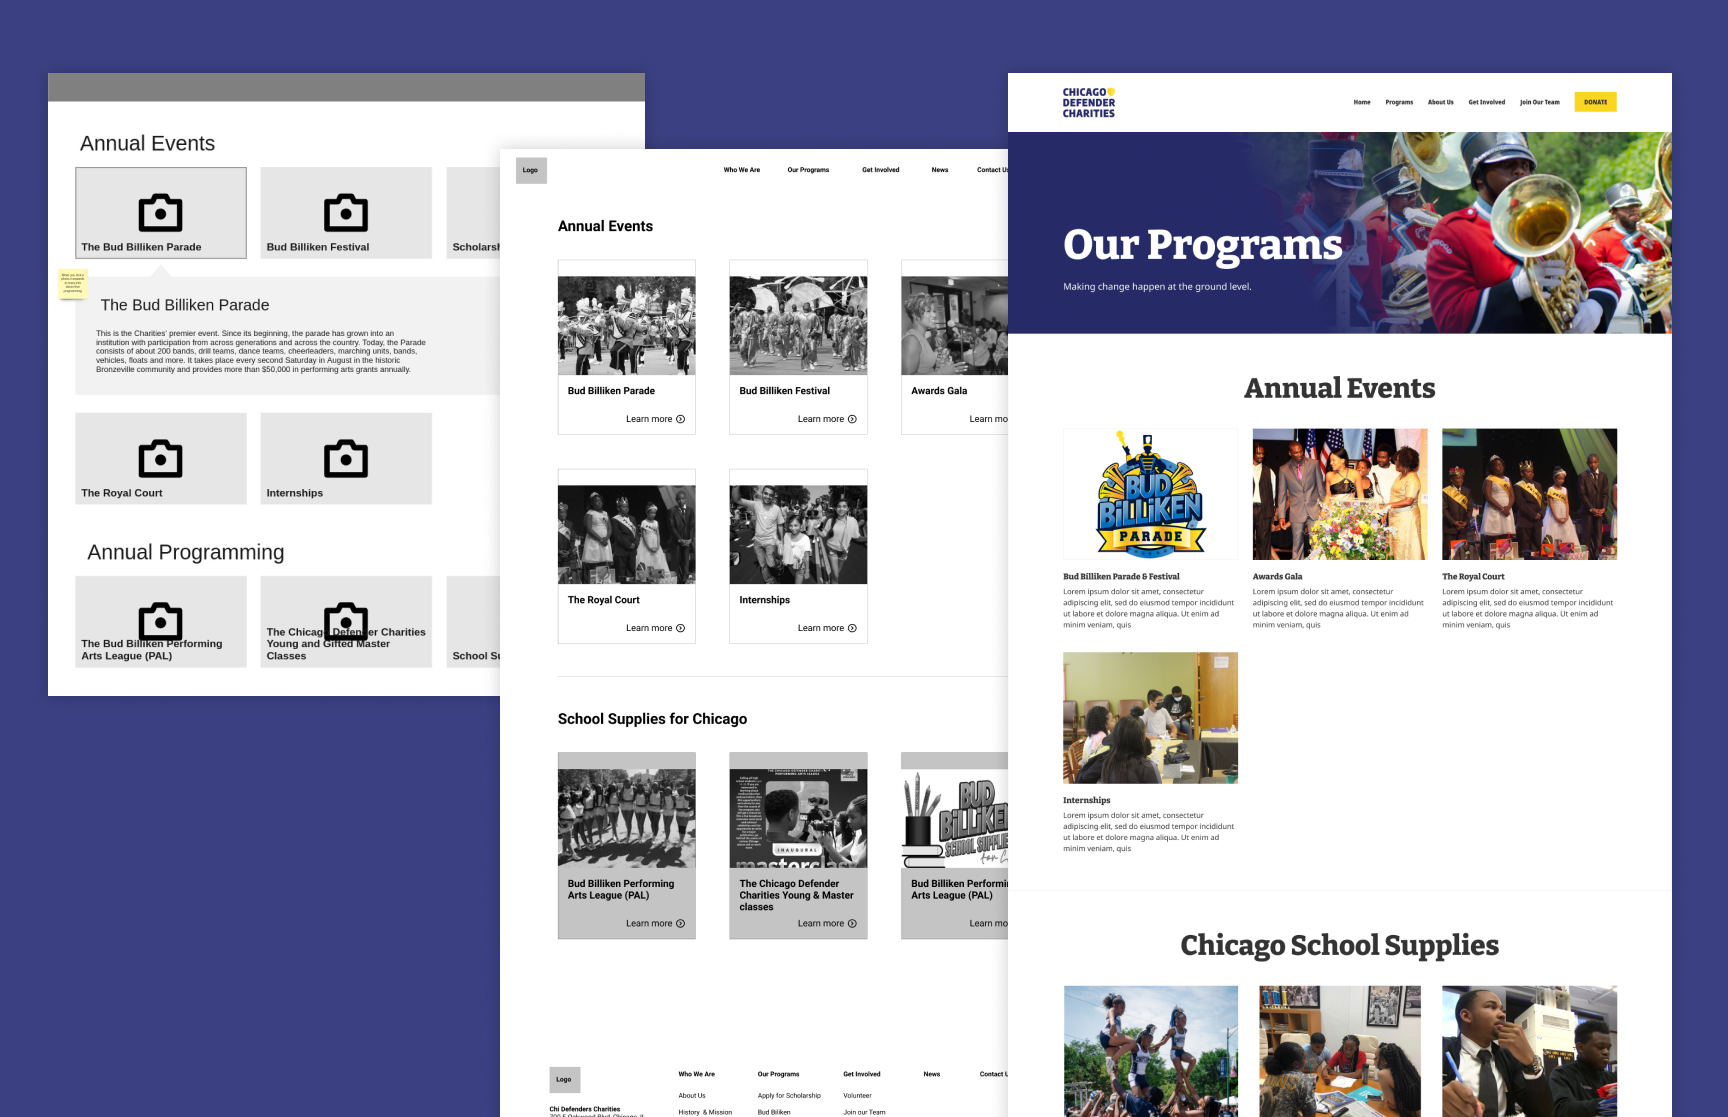 Annual Events
The Bud Billiken Parade
Bud Billiken Festival
The Bud Billiken Parade
This is the Charities' premier event. Since its beginning, the parade has grown into an
institution with participation from across generations and across the country. Today, the Parade
consists of about 200 bands, drill teams, dance teams, cheerleaders, marching units, bands,
vehicles, floats and more. It takes place every second Saturday in August in the historic
Bronzeville community and provides more than $50,000 in performing arts grants annually.
The Royal Court
Internships
Annual Programming
The Bud Billiken Performing
Arts League (PAL)
The Chicago Defender Charities
Young and Gifted Master
Classes
School Su
Logo
Who We Are
Our Programs
Get Involved
News
Contact Us
Annual Events
Bud Billiken Parade
Learn more
Bud Billiken Festival
Learn more
Awards Gala
Learn mo
The Royal Court
Learn more
Internships
Learn more
School Supplies for Chicago
Bud Billiken Performing
Arts League (PAL)
Learn more
INAUGURAL
masterclass
The Chicago Defender
Charities Young & Master
classes
Learn more
BUD
BILLIKEN
SCHOOL SUPPLIES
for
Bud Billiken Performi
Arts League (PAL)
Learn mo
Logo
Chi Defenders Charities
Who We Are
About Us
History & Mission
Our Programs
Apply for Scholarship
Bud Biliken
Get Involved
Volunteer
Join our Team
News
Contact U
CHICAGO
DEFENDER
CHARITIES
Home
Programs
About Us
Get Involved
Join Our Team
DONATE
Our Programs
Making change happen at the ground level.
Annual Events
BUD
BILLIKEN
PARADE
Bud Billiken Parade & Festival
Lorem ipsum dolor sit amet, consectetur
adipiscing elit, sed do eiusmod tempor incididunt
ut labore et dolore magna aliqua. Ut enim ad
minim veniam, quis
Awards Gala
Lorem ipsum dolor sit amet, consectetur
adipiscing elit, sed do eiusmod tempor incididunt
ut labore et dolore magna aliqua. Ut enim ad
minim veniam, quis
The Royal Court
Lorem ipsum dolor sit amet, consectetur
adipiscing elit, sed do eiusmod tempor incididunt
ut labore et dolore magna aliqua. Ut enim ad
minim veniam, quis
Internships
Lorem ipsum dolor sit amet, consectetur
adipiscing elit, sed do eiusmod tempor incididunt
ut labore et dolore magna aliqua. Ut enim ad
minim veniam, quis
Chicago School Supplies